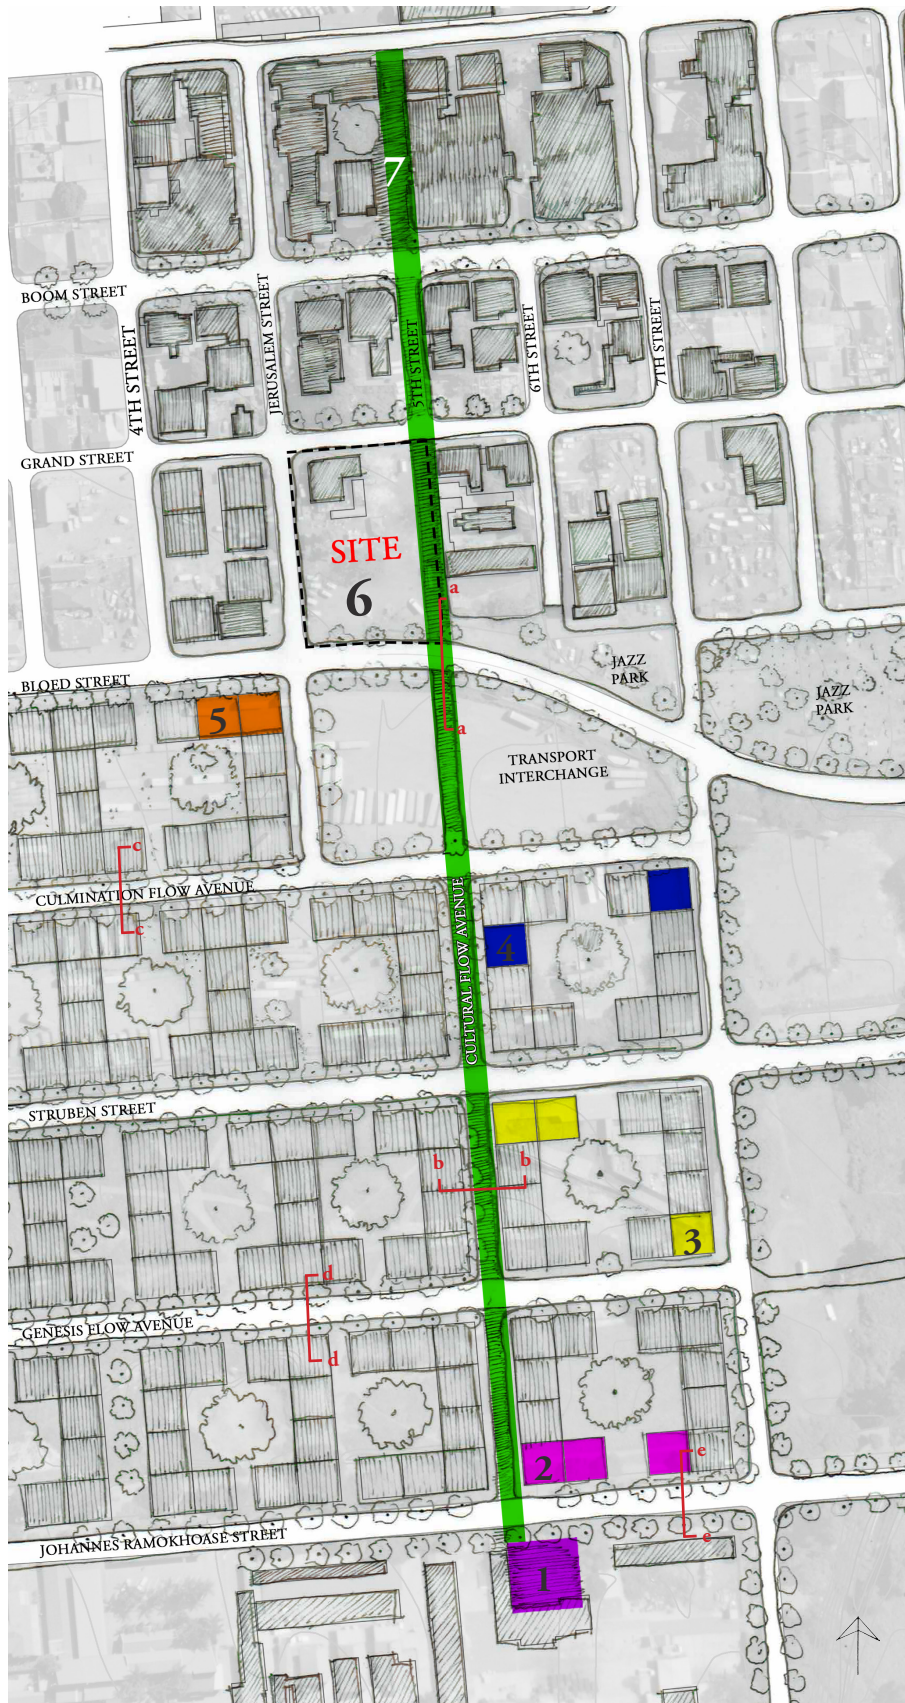 7
BOOM STREET
4TH STREET
JERUSALEM STREET
5TH STREET
6TH STREET
7TH STREET
GRAND STREET
SITE
6
a
a
JAZZ
PARK
JAZZ
PARK
BLOED STREET
5
TRANSPORT
INTERCHANGE
c
c
CULMINATION FLOW AVENUE
CULTURAL FLOW AVENUE
4
STRUBEN STREET
b
b
3
d
d
GENESIS FLOW AVENUE
2
e
e
JOHANNES RAMOKHOASE STREET
1